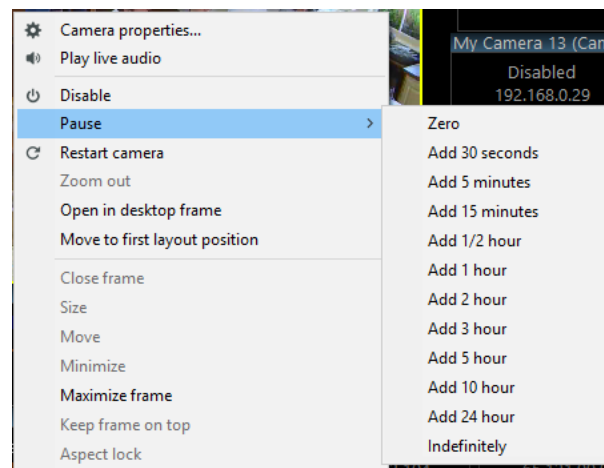 Camera properties...
Play live audio
Disable
Pause
Restart camera
Zoom out
Open in desktop frame
Move to first layout position
Close frame
Size
Move
Minimize
Maximize frame
Keep frame on top
Aspect lock
My Camera 13 (Cam
Disabled
192.168.0.29
Zero
Add 30 seconds
Add 5 minutes
Add 15 minutes
Add 1/2 hour
Add 1 hour
Add 2 hour
Add 3 hour
Add 5 hour
Add 10 hour
Add 24 hour
Indefinitely